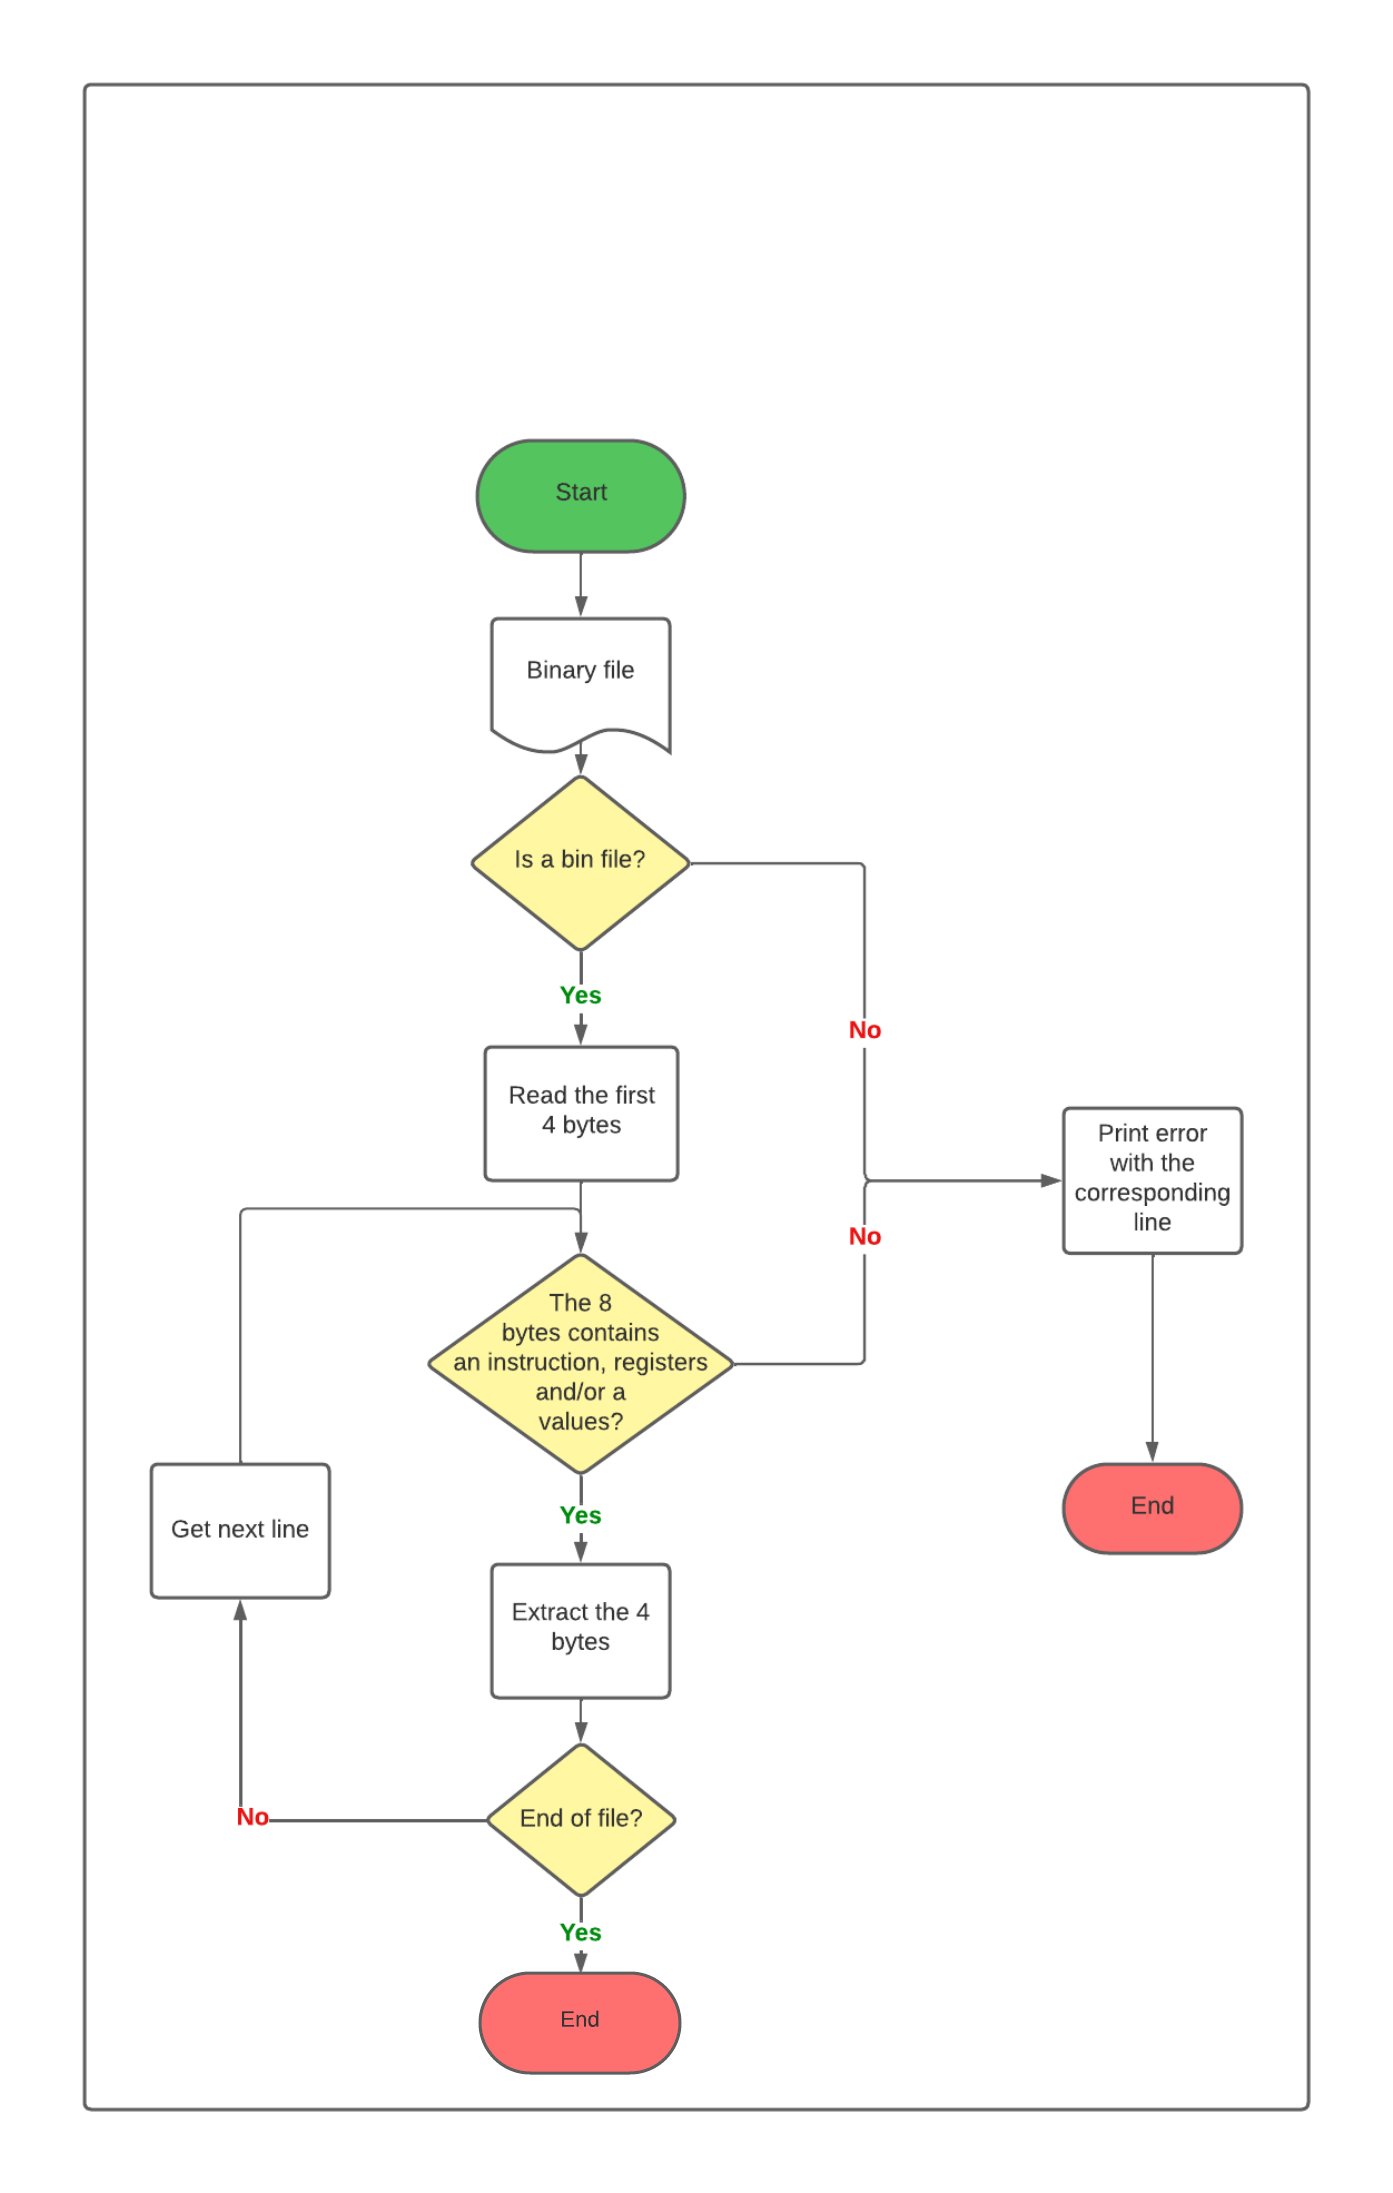 Start
Binary file
Is a bin file?
Yes
No
Read the first
4 bytes
Print error
with the
corresponding
line
No
The 8
bytes contains
an instruction, registers
and/or a
values?
Get next line
Yes
End
Extract the 4
bytes
No
End of file?
Yes
End